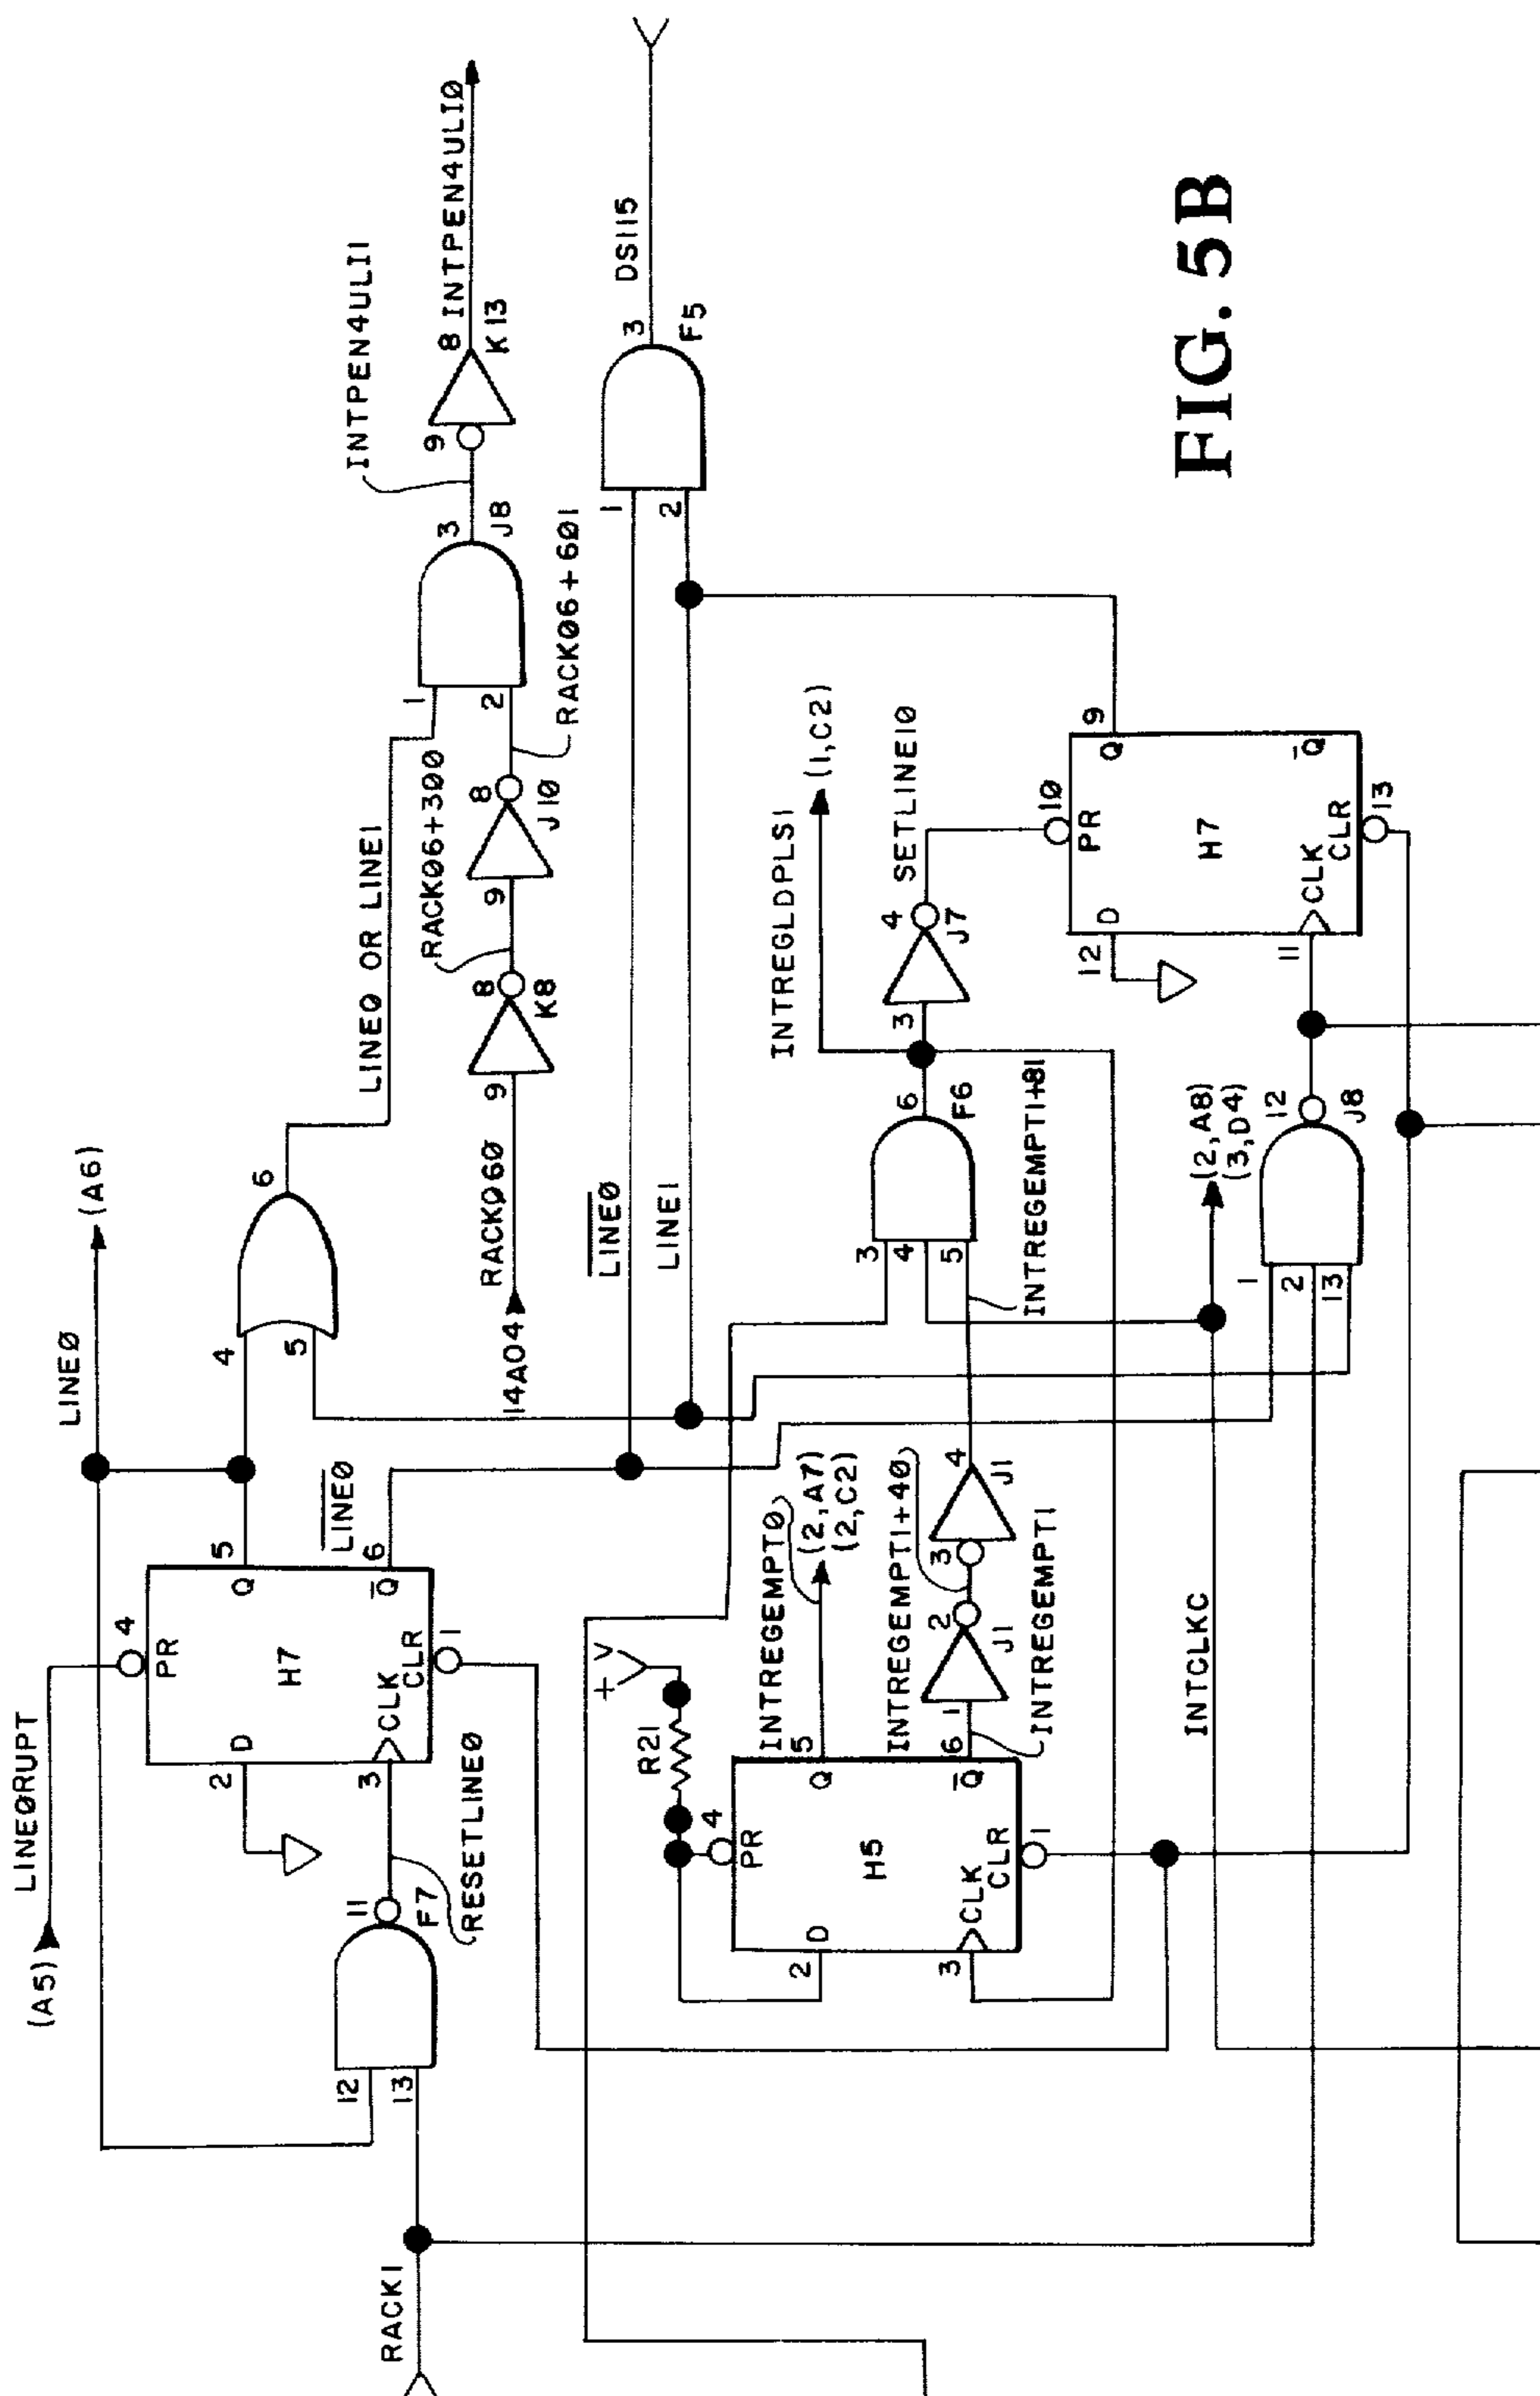 (A5)
LINE0RUPT
LINE0
(A6)
RACK1
12
13
11
F7
RESETLINE0
2
3
D
CLK
PR
4
H7
CLR
1
Q
5
Q̅
6
L̅I̅N̅E̅0̅
4
5
6
LINE0 OR LINE1
14A04
RACK060
9
8
K8
RACK06+300
9
8
J10
RACK06+601
1
2
3
J8
INTPEN4ULI1
9
8
K13
INTPEN4ULI0
L̅I̅N̅E̅0̅
LINE1
1
2
3
F5
DS115
+V
R21
2
3
D
CLK
PR
4
H5
CLR
1
Q
5
Q̅
6
INTREGEMPT0
(2,A7)
(2,C2)
INTREGEMPT1+40
INTREGEMPT1
1
2
J1
3
4
J1
INTREGEMPT1+81
3
4
5
6
F6
INTREGLDPLS1
(1,C2)
3
4
J7
SETLINE10
INTCLKC
(2,A8)
(3,D4)
1
2
13
12
J8
12
11
D
CLK
PR
10
H7
CLR
13
Q
9
Q̅
FIG. 5B